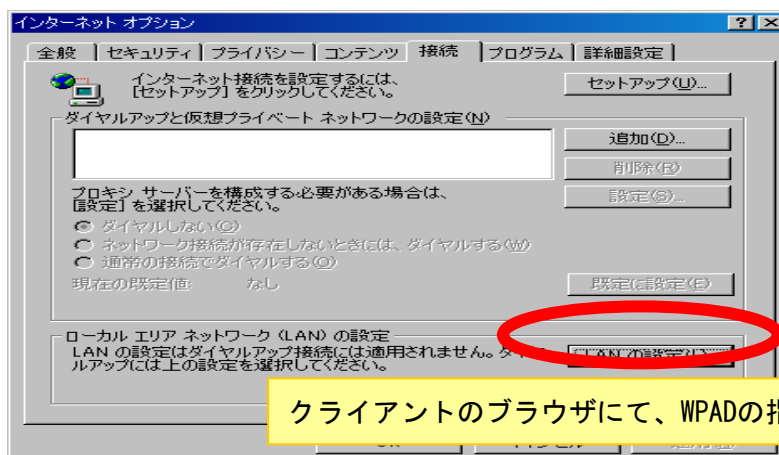 インターネット オプション
全般 セキュリティ プライバシー コンテンツ 接続 プログラム 詳細設定
インターネット接続を設定するには、
[セットアップ] をクリックしてください。
セットアップ(U)...
ダイヤルアップと仮想プライベート ネットワークの設定(N)
追加(D)...
削除(R)
プロキシ サーバーを構成する必要がある場合は、
[設定] を選択してください。
設定(S)...
ダイヤルしない(C)
ネットワーク接続が存在しないときには、ダイヤルする(W)
通常の接続でダイヤルする(O)
現在の既定値: なし
既定に設定(E)
ローカル エリア ネットワーク (LAN) の設定
LAN の設定はダイヤルアップ接続には適用されません。ダイヤ
ルアップには上の設定を選択してください。
LAN の設定(L)...
クライアントのブラウザにて、WPADの